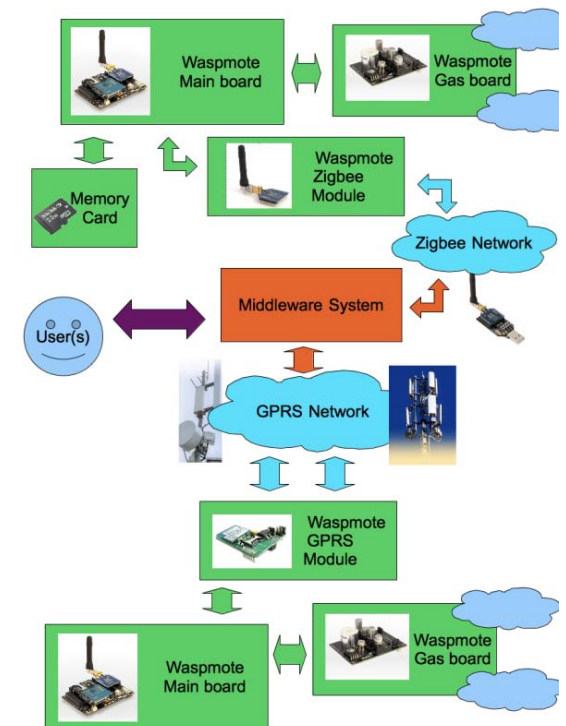 Waspmote
Main board
Waspmote
Gas board
Waspmote
Zigbee
Module
Memory
Card
Zigbee Network
Middleware System
User(s)
GPRS Network
Waspmote
GPRS
Module
Waspmote
Main board
Waspmote
Gas board